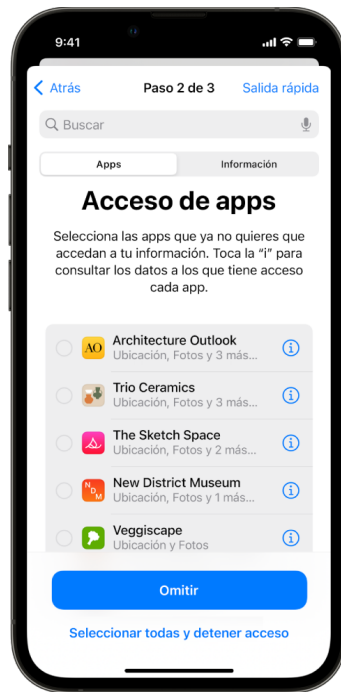 9:41
Atrás
Paso 2 de 3
Salida rápida
Buscar
Apps
Información
Acceso de apps
Selecciona las apps que ya no quieres que
accedan a tu información. Toca la “i” para
consultar los datos a los que tiene acceso
cada app.
AO
Architecture Outlook
Ubicación, Fotos y 3 más...
Trio Ceramics
Ubicación, Fotos y 3 más...
The Sketch Space
Ubicación, Fotos y 2 más...
NDM
New District Museum
Ubicación, Fotos y 1 más...
Veggiscape
Ubicación y Fotos
Omitir
Seleccionar todas y detener acceso